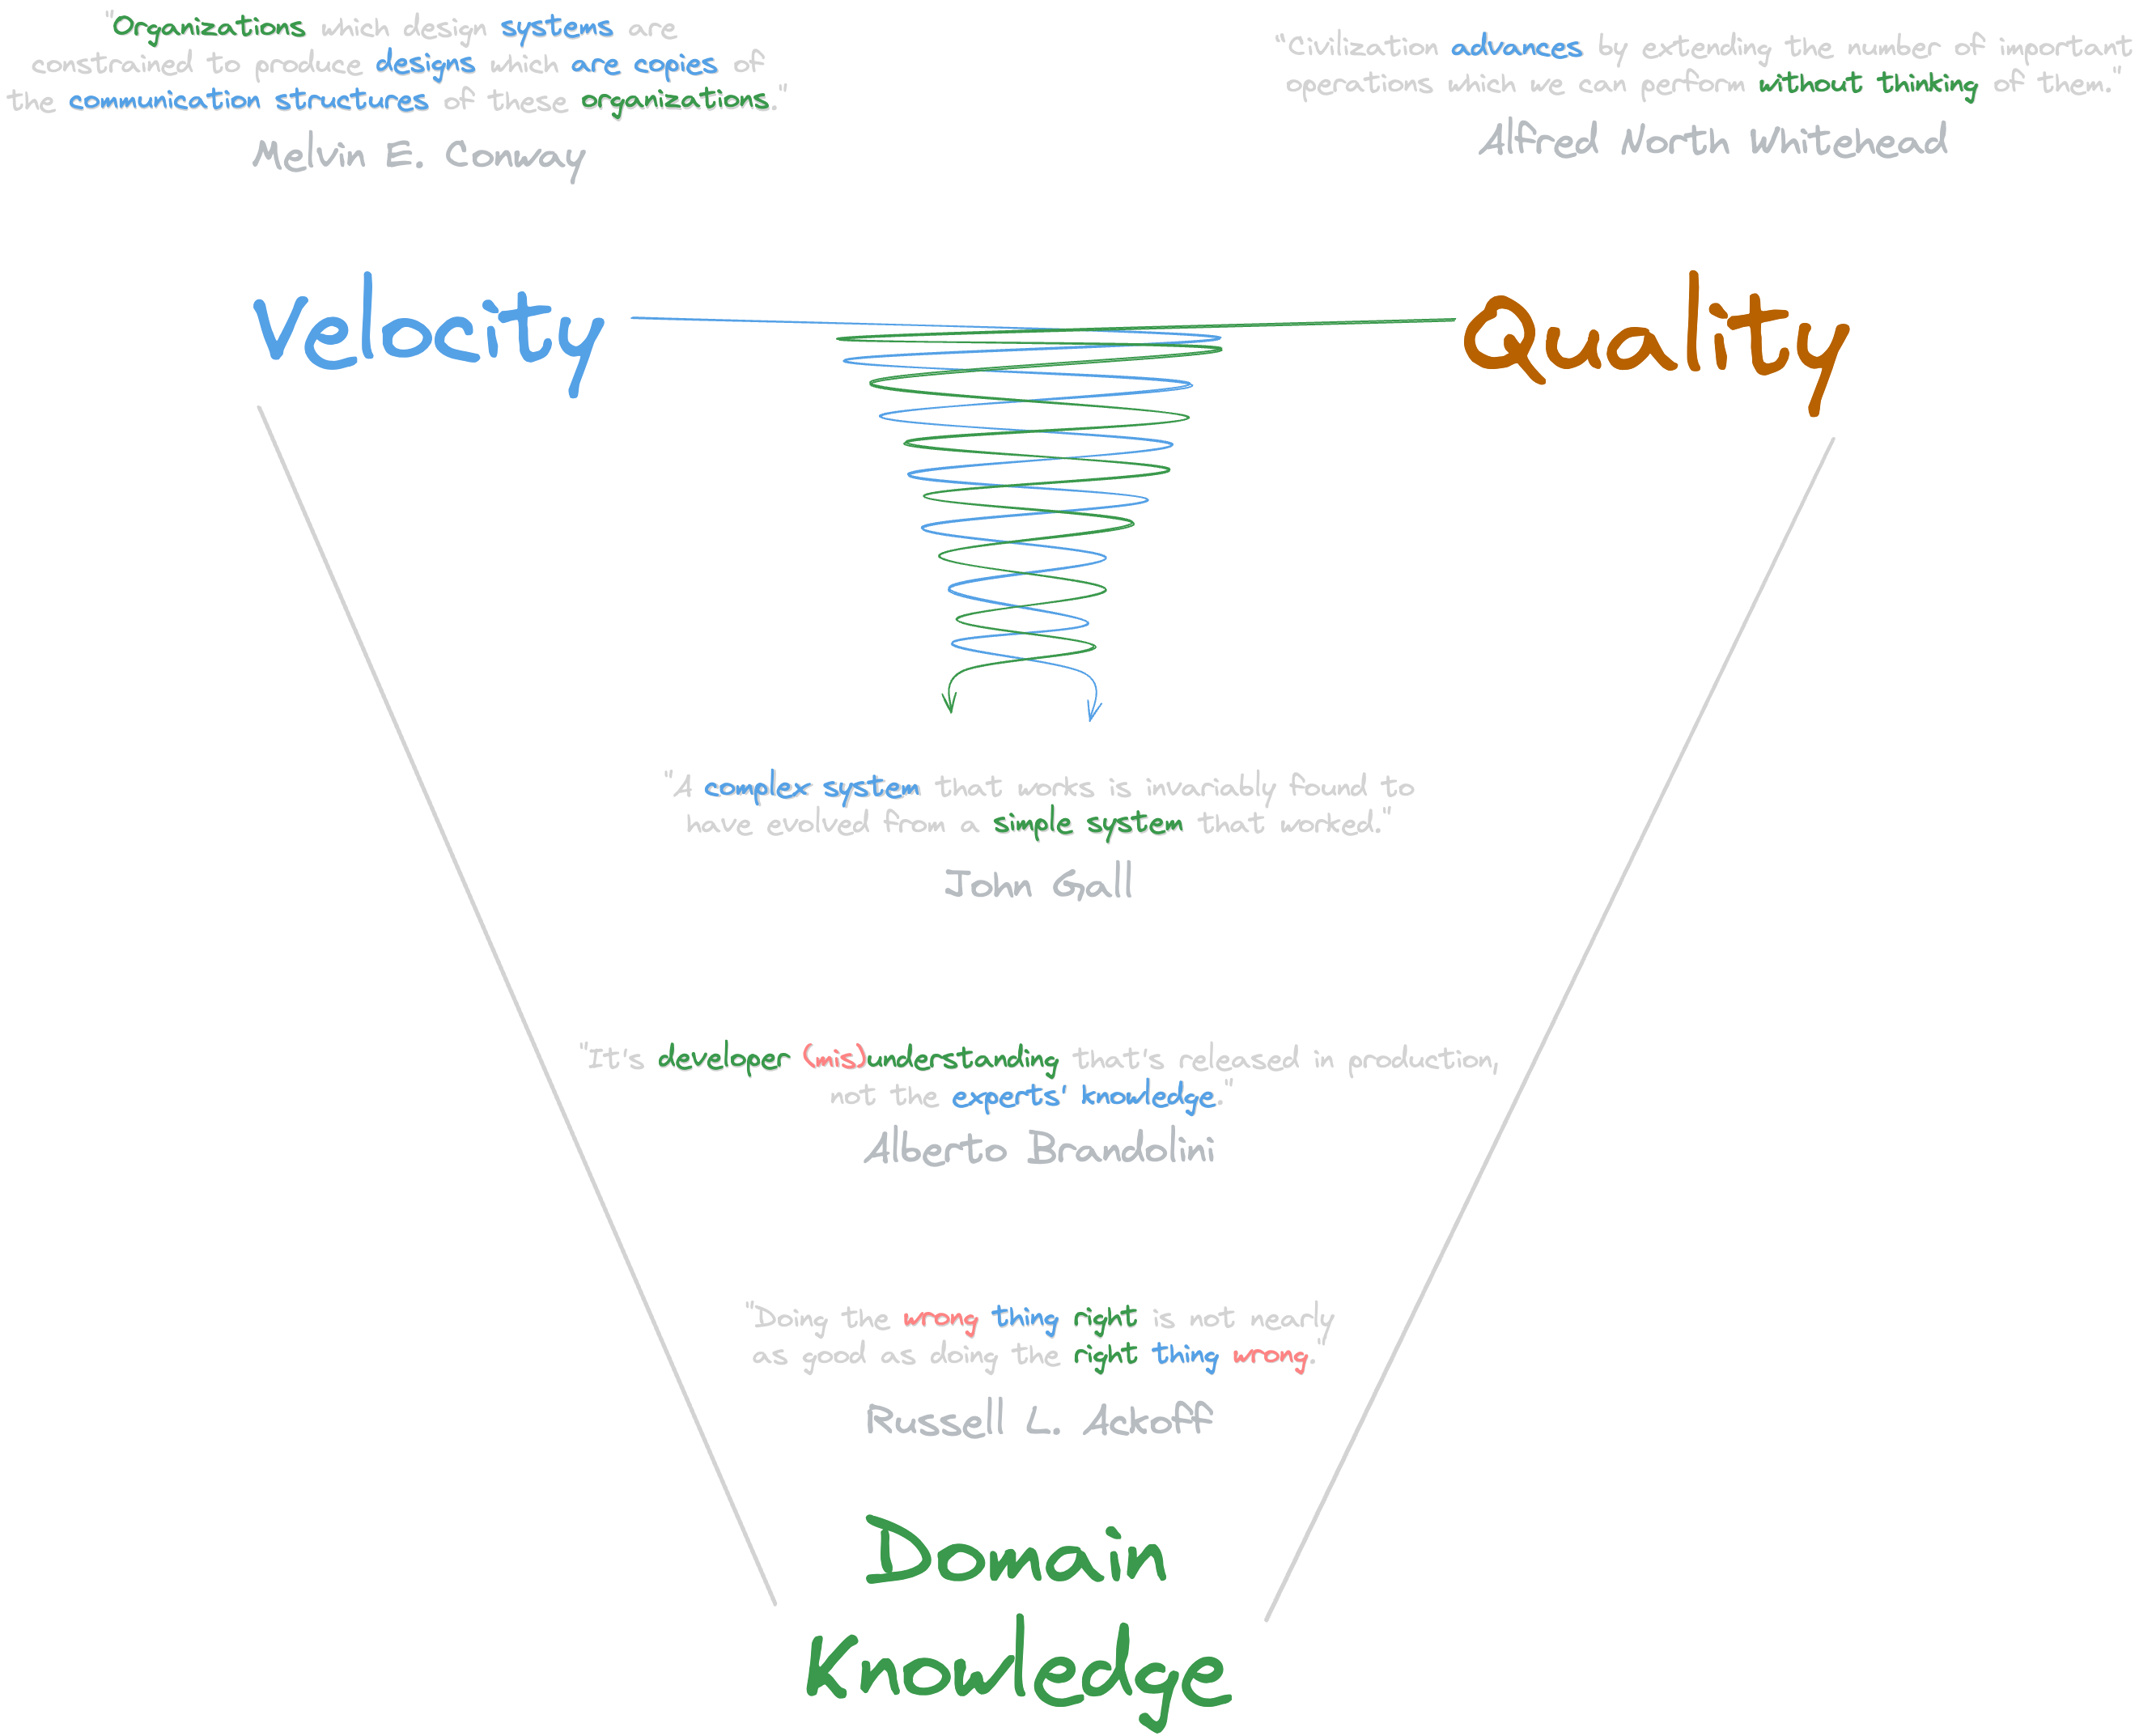 "Organizations which design systems are
constrained to produce designs which are copies of
the communication structures of these organizations."
Melvin E. Conway
"Civilization advances by extending the number of important
operations which we can perform without thinking of them."
Alfred North Whitehead
Velocity
Quality
"A complex system that works is invariably found to
have evolved from a simple system that worked."
John Gall
"It's developer (mis)understanding that's released in production,
not the experts' knowledge."
Alberto Brandolini
"Doing the wrong thing right is not nearly
as good as doing the right thing wrong."
Russell L. Ackoff
Domain
Knowledge